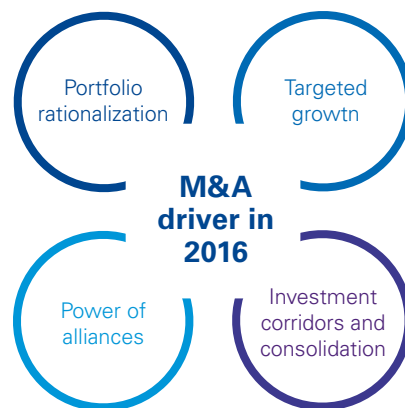 Portfolio
rationalization
Targeted
growtn
M&A
driver in
2016
Power of
alliances
Investment
corridors and
consolidation